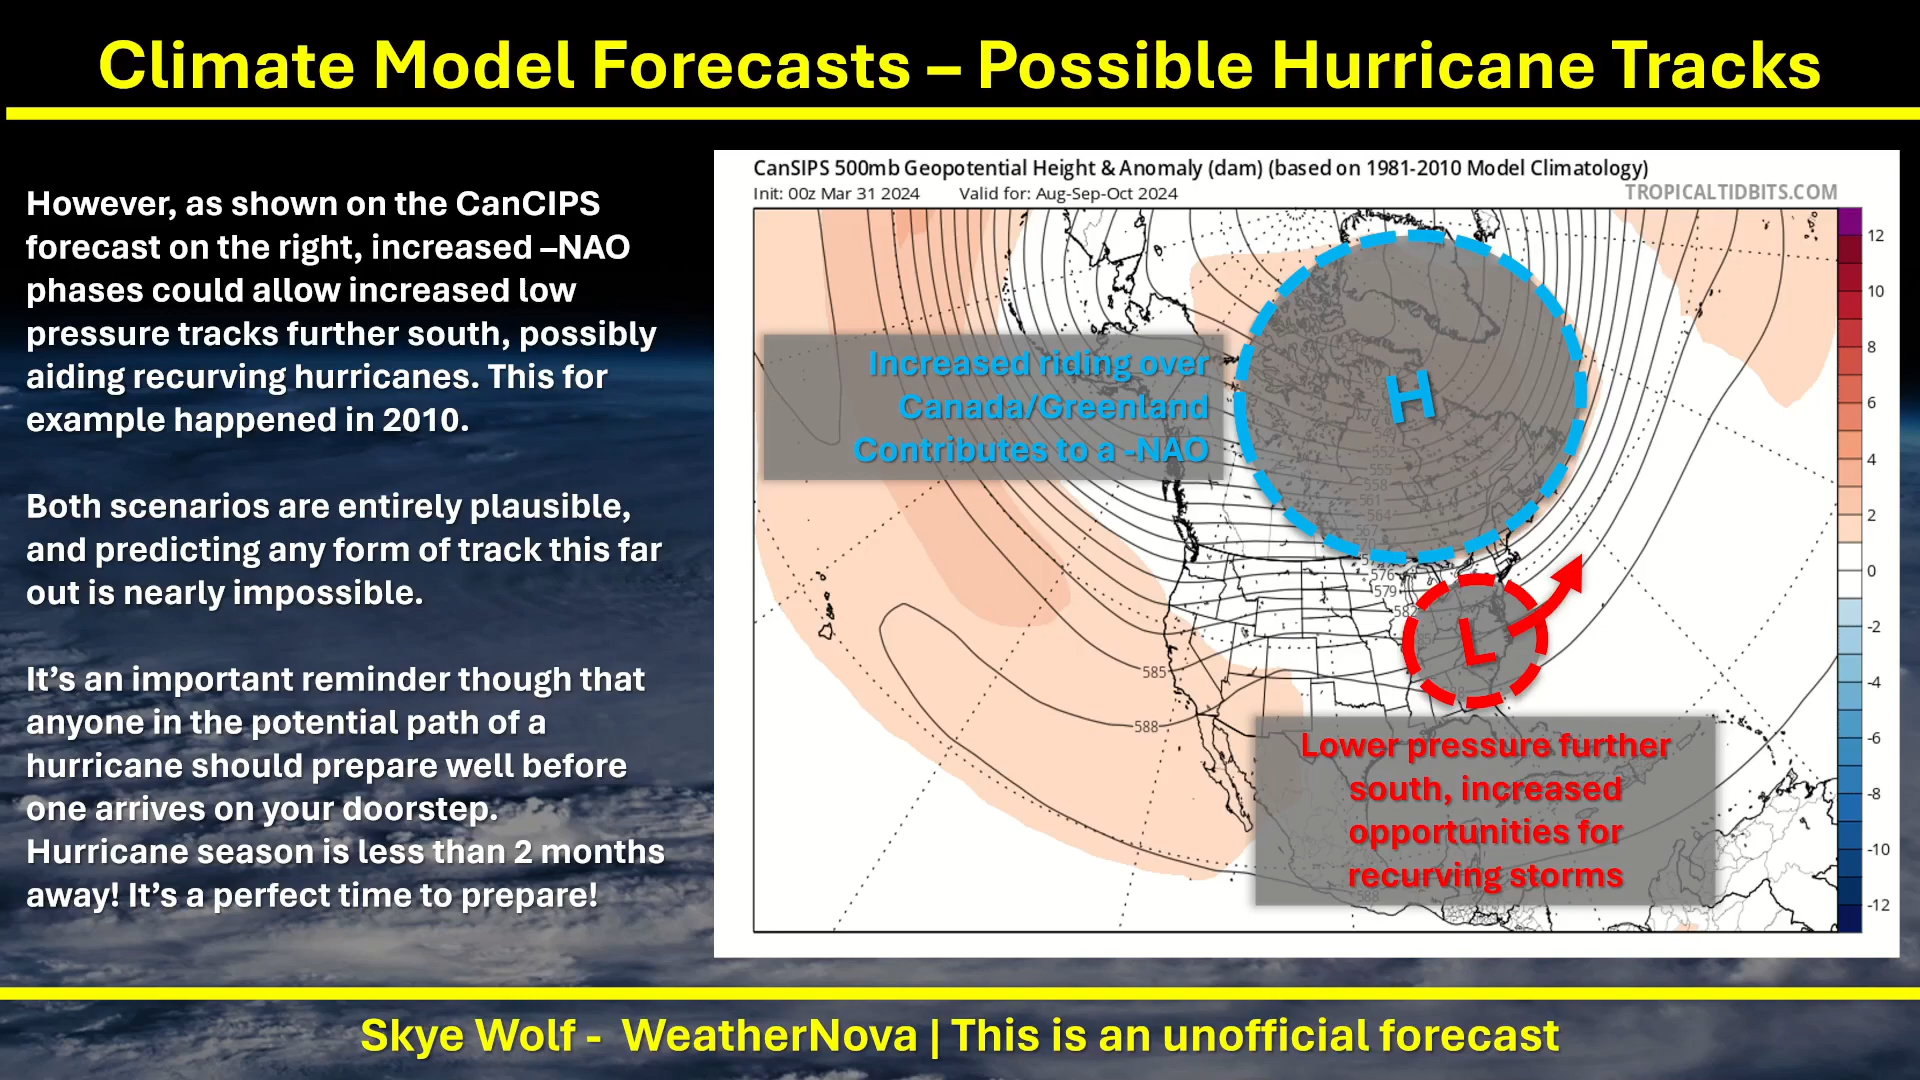 Climate Model Forecasts – Possible Hurricane Tracks
However, as shown on the CanCIPS
forecast on the right, increased –NAO
phases could allow increased low
pressure tracks further south, possibly
aiding recurving hurricanes. This for
example happened in 2010.
Both scenarios are entirely plausible,
and predicting any form of track this far
out is nearly impossible.
It’s an important reminder though that
anyone in the potential path of a
hurricane should prepare well before
one arrives on your doorstep.
Hurricane season is less than 2 months
away! It’s a perfect time to prepare!
CanSIPS 500mb Geopotential Height & Anomaly (dam) (based on 1981-2010 Model Climatology)
Init: 00z Mar 31 2024 Valid for: Aug-Sep-Oct 2024
TROPICALTIDBITS.COM
Increased riding over
Canada/Greenland
Contributes to a -NAO
H
552
555
558
561
564
567
576
579
582
L
585
588
Lower pressure further
south, increased
opportunities for
recurving storms
588
12
10
8
6
4
2
0
-2
-4
-6
-8
-10
-12
Skye Wolf - WeatherNova | This is an unofficial forecast